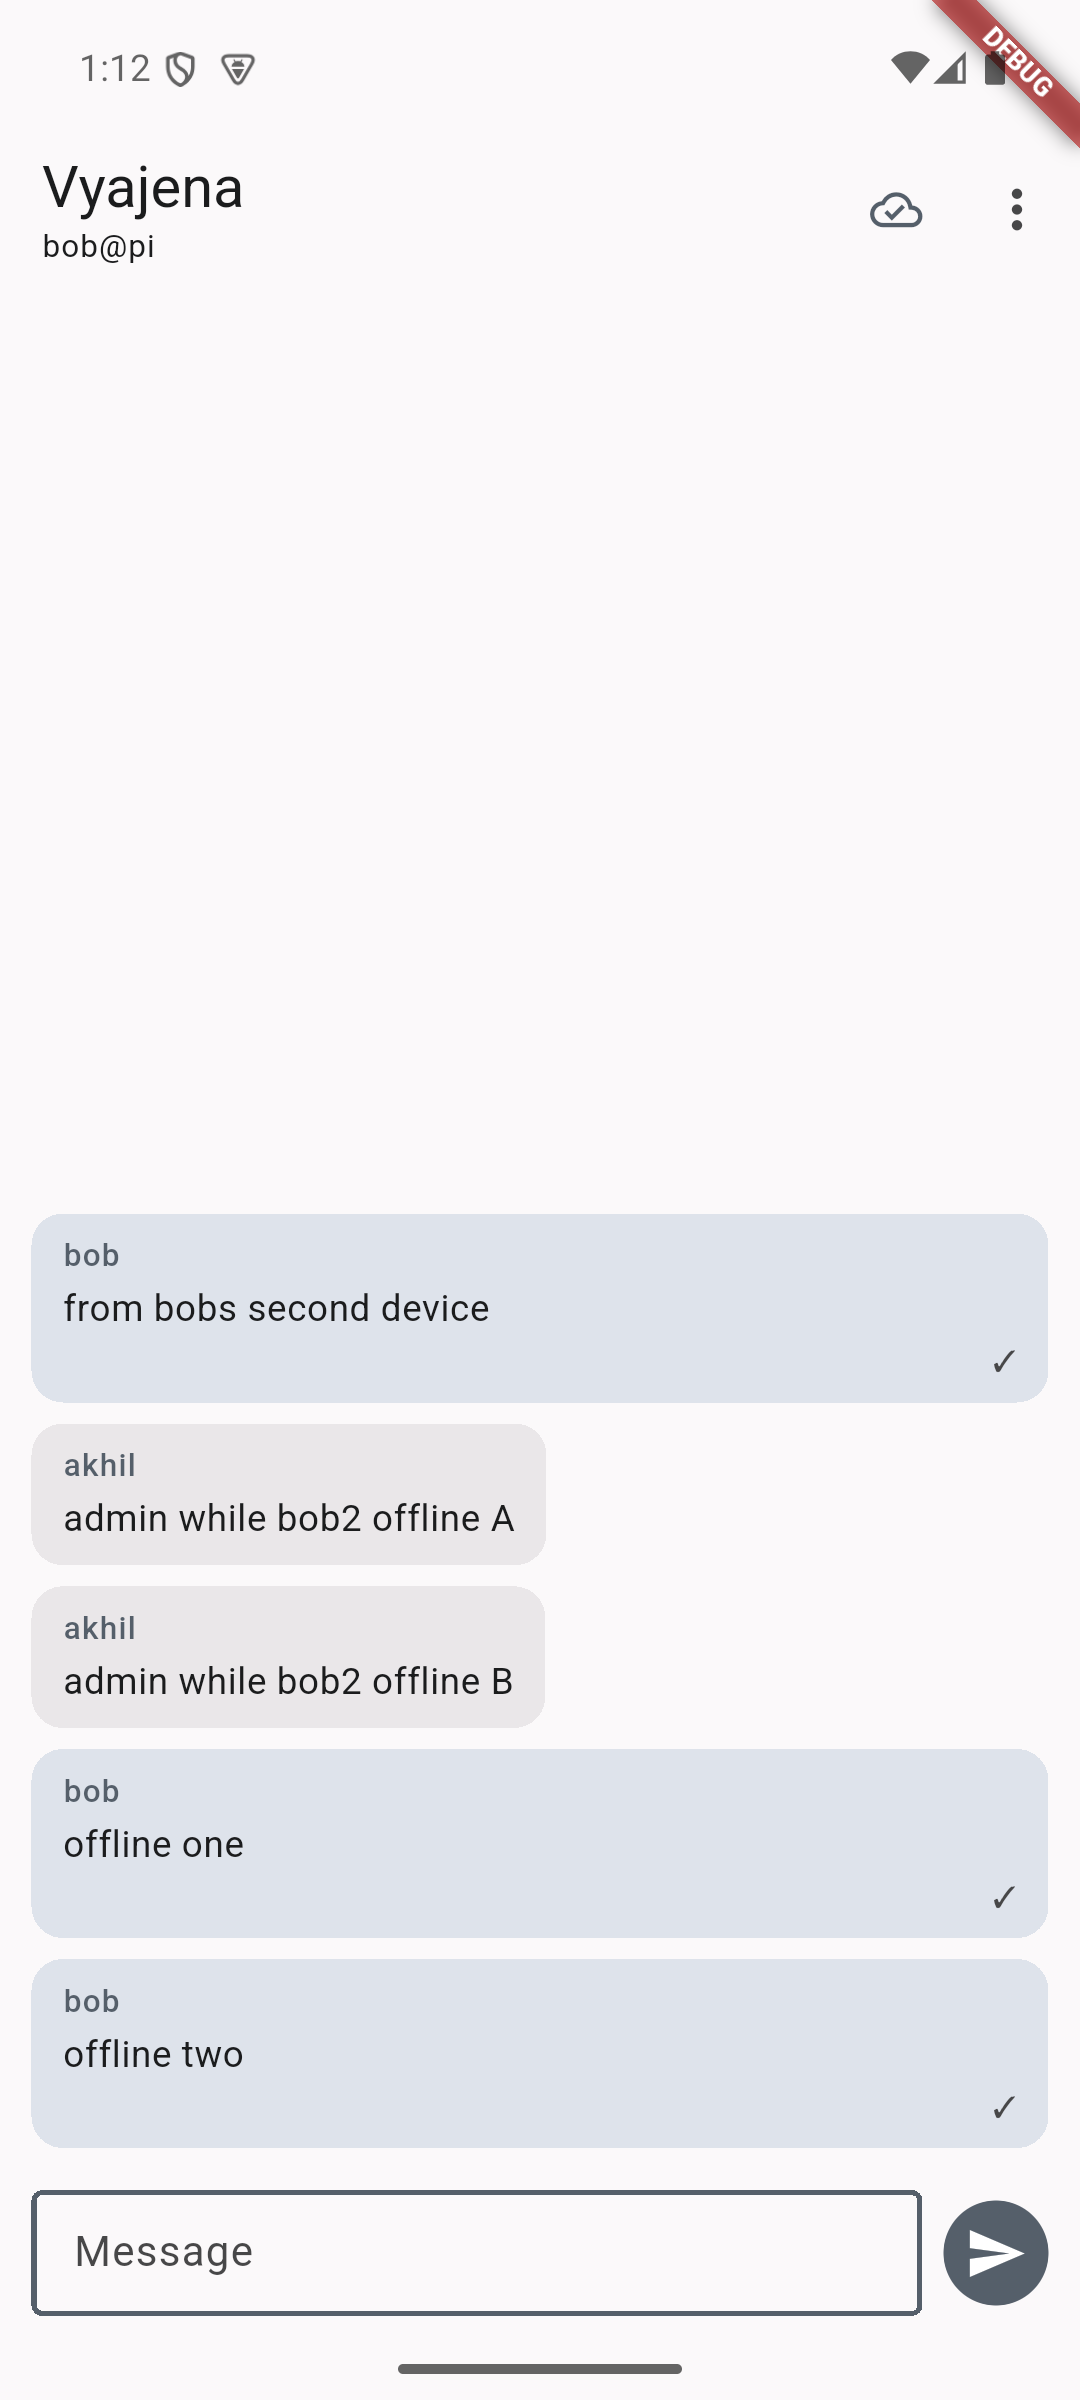 1:12
DEBUG
Vyajena
bob@pi
bob
from bobs second device
✓
akhil
admin while bob2 offline A
akhil
admin while bob2 offline B
bob
offline one
✓
bob
offline two
✓
Message